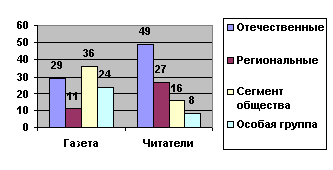 60
50
40
30
20
10
0
29
11
36
24
49
27
16
8
Газета
Читатели
Отечественные
Региональные
Сегмент
общества
Особая группа